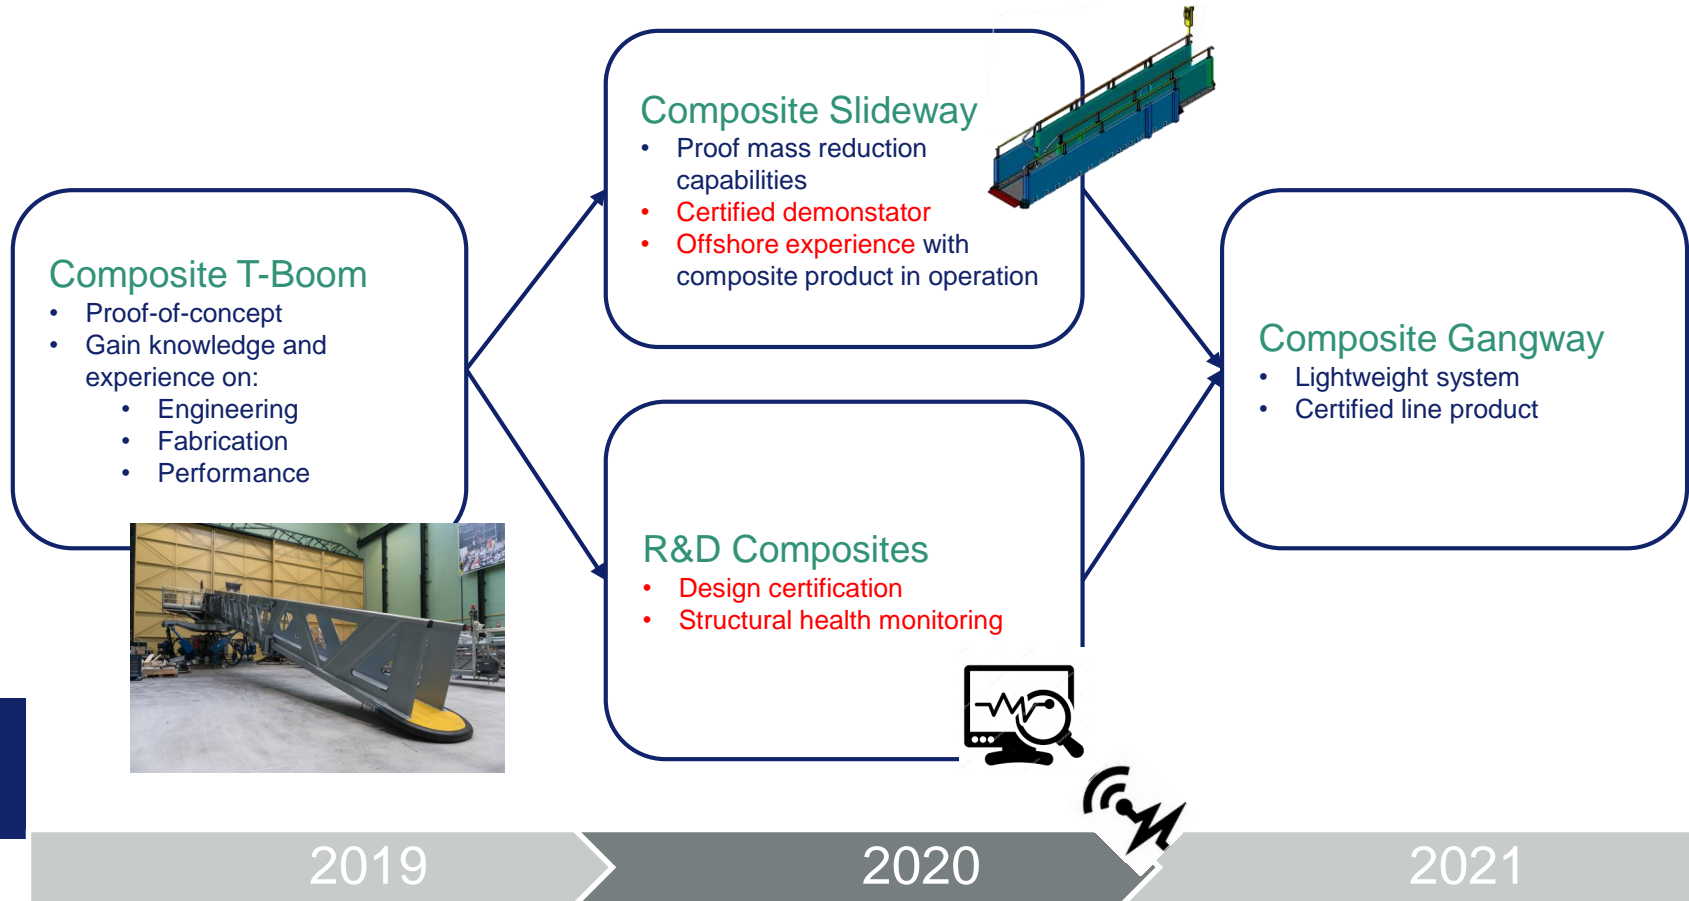 Composite T-Boom
• Proof-of-concept
• Gain knowledge and
experience on:
• Engineering
• Fabrication
• Performance
Composite Slideway
• Proof mass reduction
capabilities
• Certified demonstator
• Offshore experience with
composite product in operation
R&D Composites
• Design certification
• Structural health monitoring
Composite Gangway
• Lightweight system
• Certified line product
2019
2020
2021